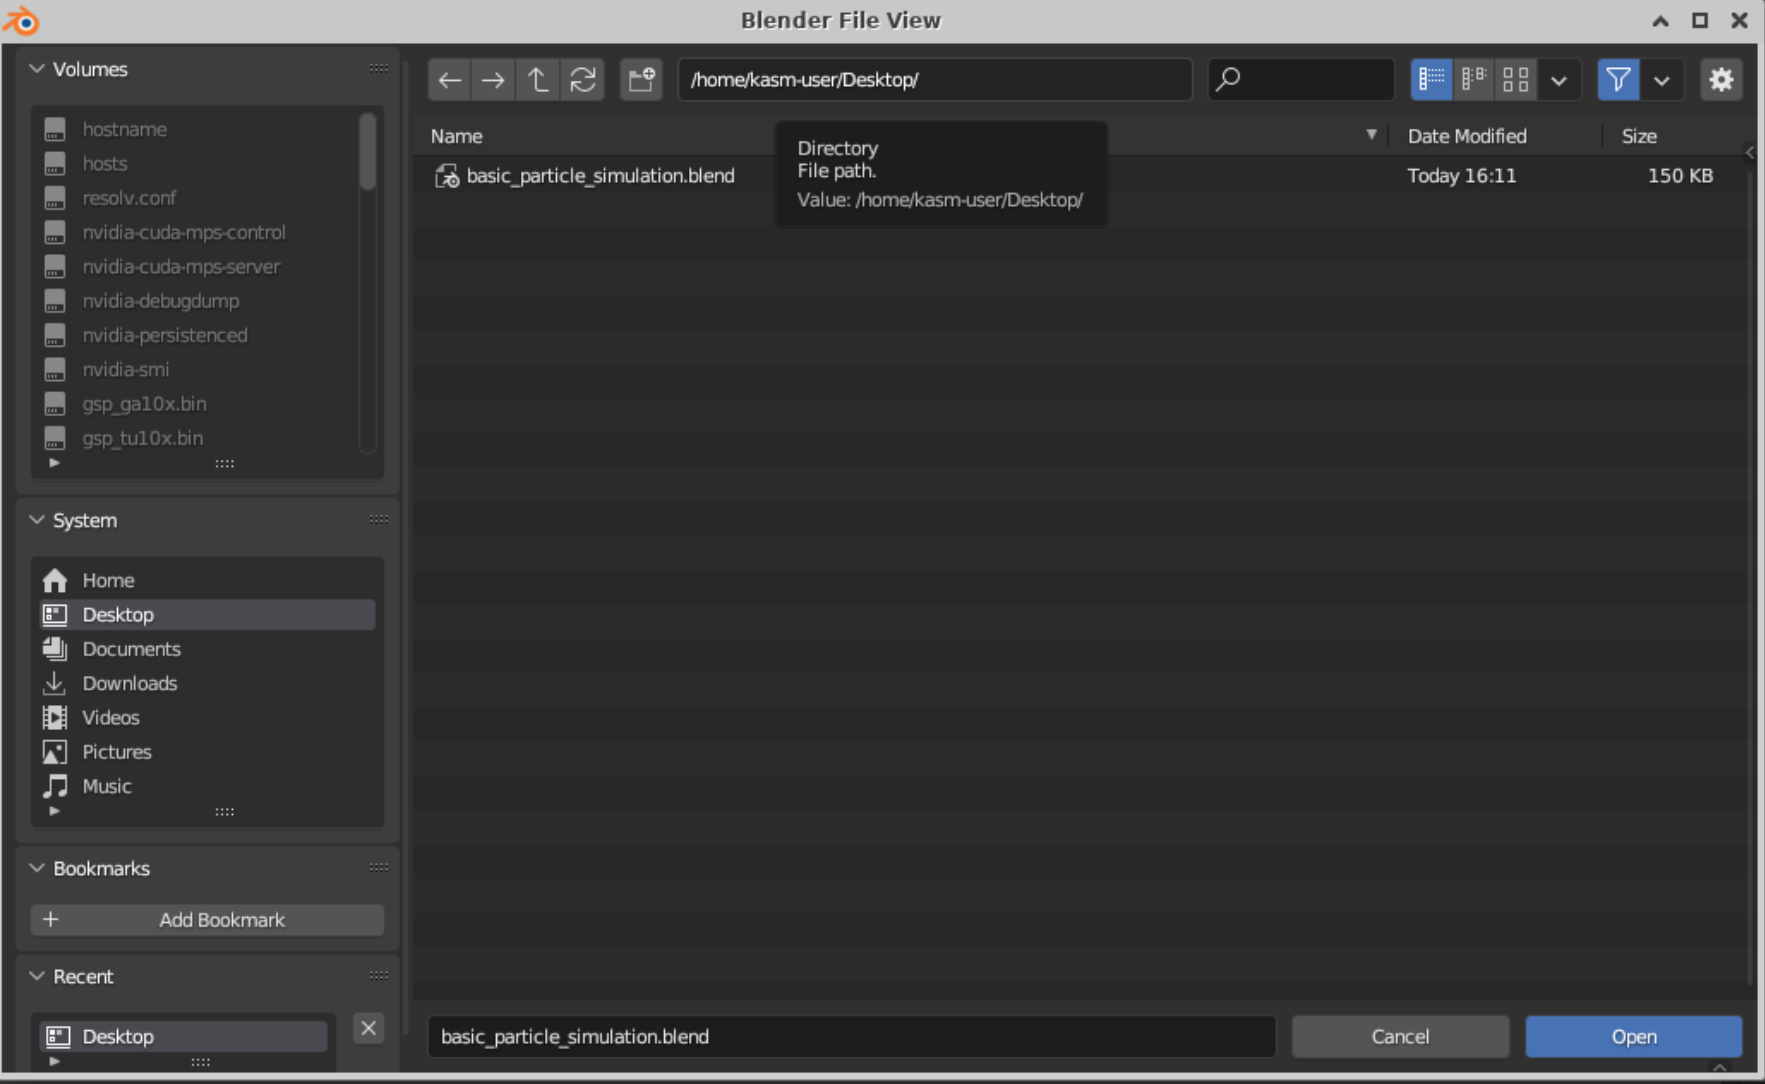 Blender File View
Volumes
hostname
hosts
resolv.conf
nvidia-cuda-mps-control
nvidia-cuda-mps-server
nvidia-debugdump
nvidia-persistenced
nvidia-smi
gsp_ga10x.bin
gsp_tu10x.bin
System
Home
Desktop
Documents
Downloads
Videos
Pictures
Music
Bookmarks
Add Bookmark
Recent
Desktop
/home/kasm-user/Desktop/
Name Date Modified Size
basic_particle_simulation.blend Today 16:11 150 KB
Directory
File path.
Value: /home/kasm-user/Desktop/
basic_particle_simulation.blend Cancel Open